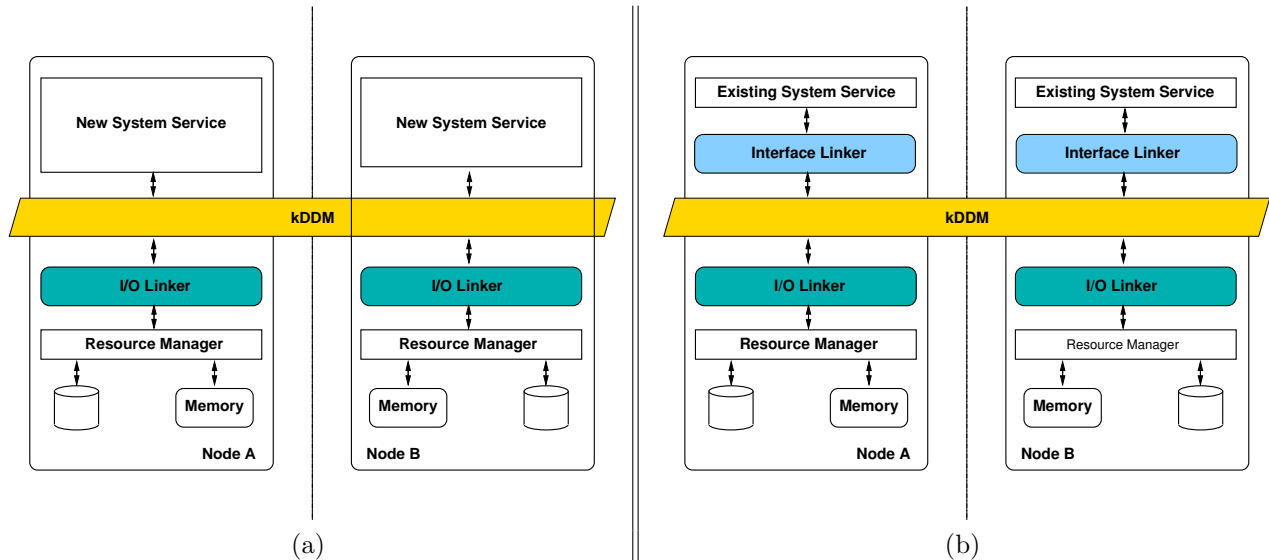 New System Service
New System Service
kDDM
I/O Linker
I/O Linker
Resource Manager
Resource Manager
Memory
Memory
Node A
Node B
(a)
Existing System Service
Existing System Service
Interface Linker
Interface Linker
kDDM
I/O Linker
I/O Linker
Resource Manager
Resource Manager
Memory
Memory
Node A
Node B
(b)